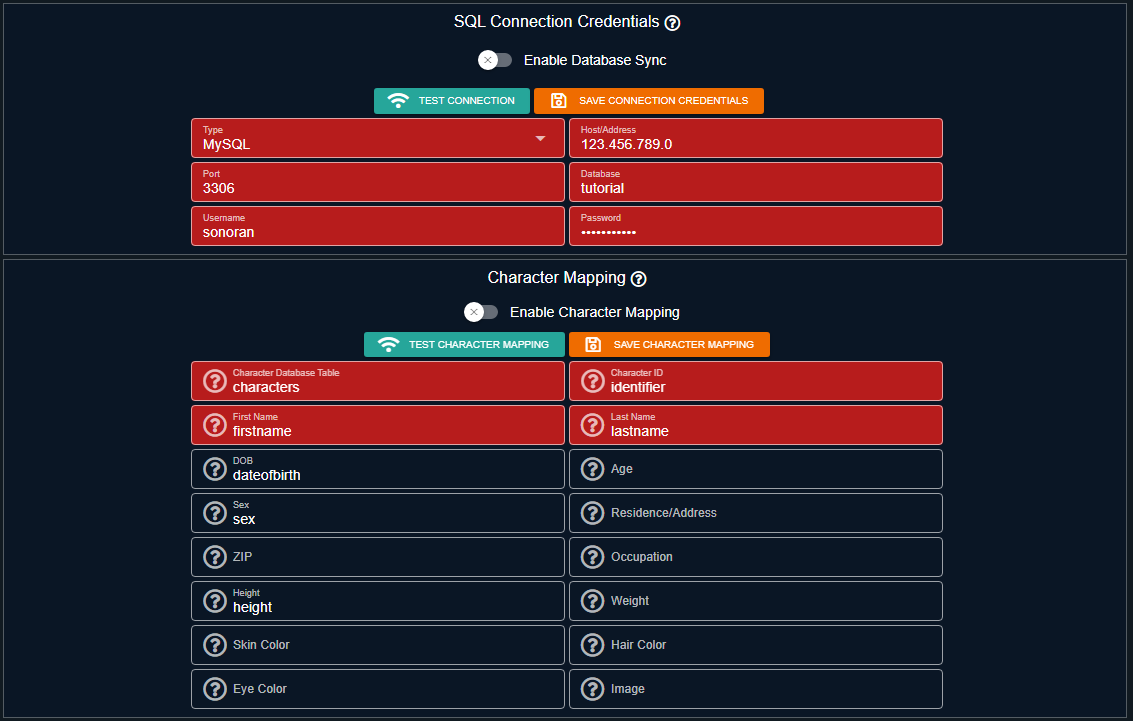 SQL Connection Credentials
Enable Database Sync
TEST CONNECTION SAVE CONNECTION CREDENTIALS
Type Host/Address
MySQL 123.456.789.0
Port Database
3306 tutorial
Username Password
sonoran •••••••••••
Character Mapping
Enable Character Mapping
TEST CHARACTER MAPPING SAVE CHARACTER MAPPING
Character Database Table Character ID
characters identifier
First Name Last Name
firstname lastname
DOB
dateofbirth Age
Sex
sex Residence/Address
ZIP Occupation
Height
height Weight
Skin Color Hair Color
Eye Color Image